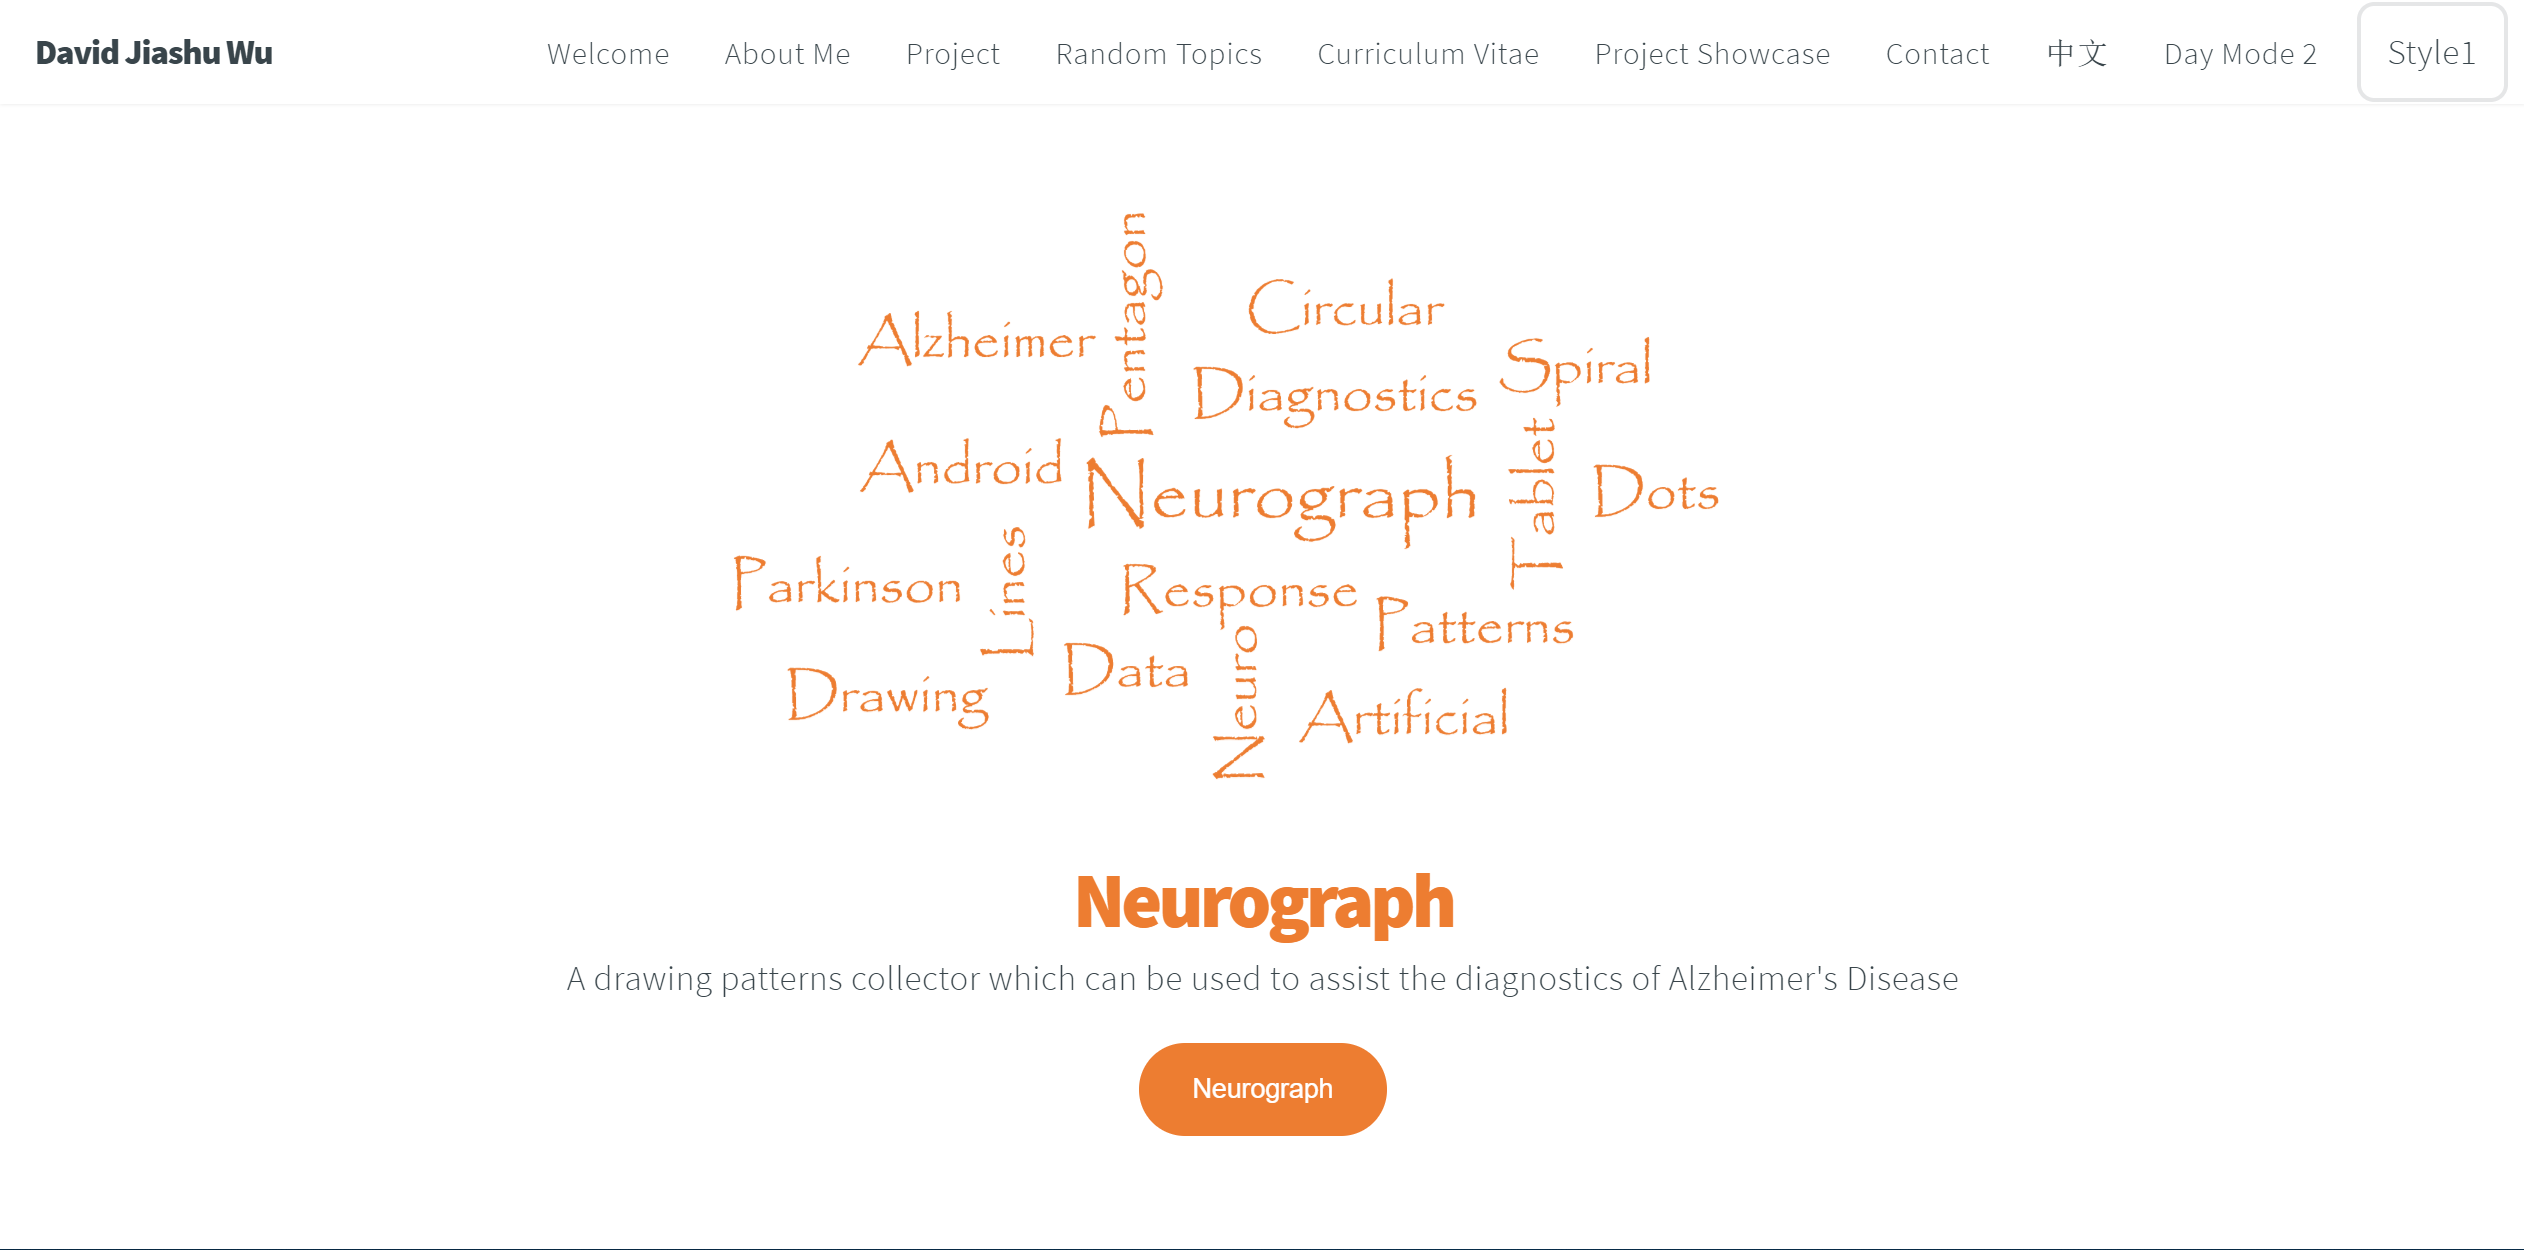 David Jiashu Wu Welcome About Me Project Random Topics Curriculum Vitae Project Showcase Contact 中文 Day Mode 2 Style1
Pentagon
Circular
Alzheimer
Spiral
Diagnostics
Tablet
Android
Neurograph
Dots
Lines
Parkinson
Response
Patterns
Neuro
Data
Drawing
Artificial
Neurograph
A drawing patterns collector which can be used to assist the diagnostics of Alzheimer's Disease
Neurograph